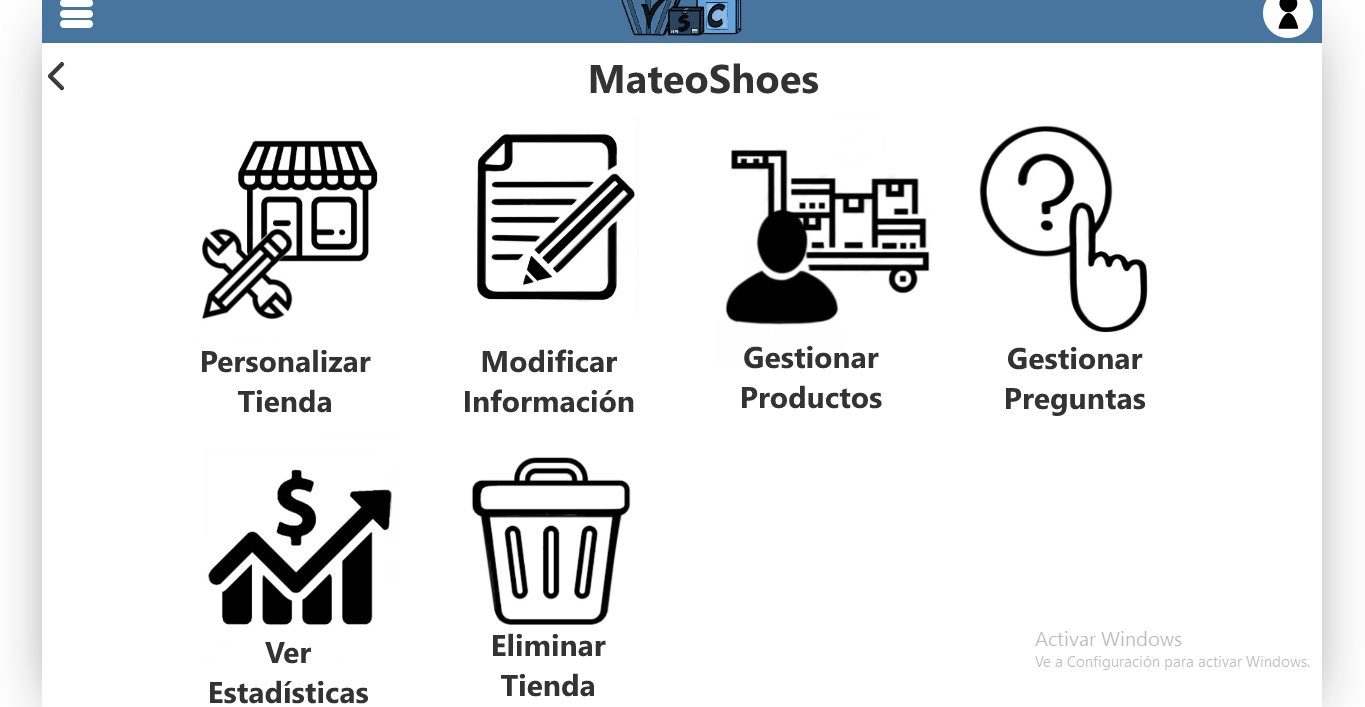 YSC
MateoShoes
Personalizar
Tienda
Modificar
Información
Gestionar
Productos
Gestionar
Preguntas
Ver
Estadísticas
Eliminar
Tienda
Activar Windows
Ve a Configuración para activar Windows.